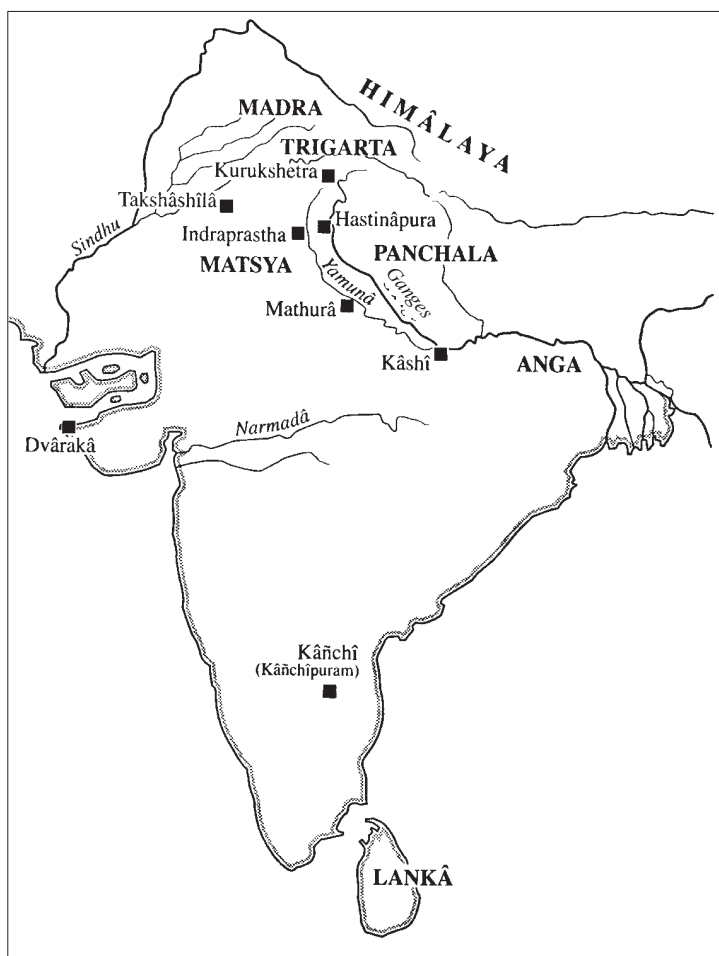 HIMÂLAYA
MADRA
TRIGARTA
Kurukshetra
Takshâshîlâ
Hastinâpura
Sindhu
Indraprastha
PANCHALA
MATSYA
Yamunâ
Ganges
Mathurâ
Kâshî
ANGA
Narmadâ
Dvârakâ
Kâñchî
(Kâñchîpuram)
LANKÂ